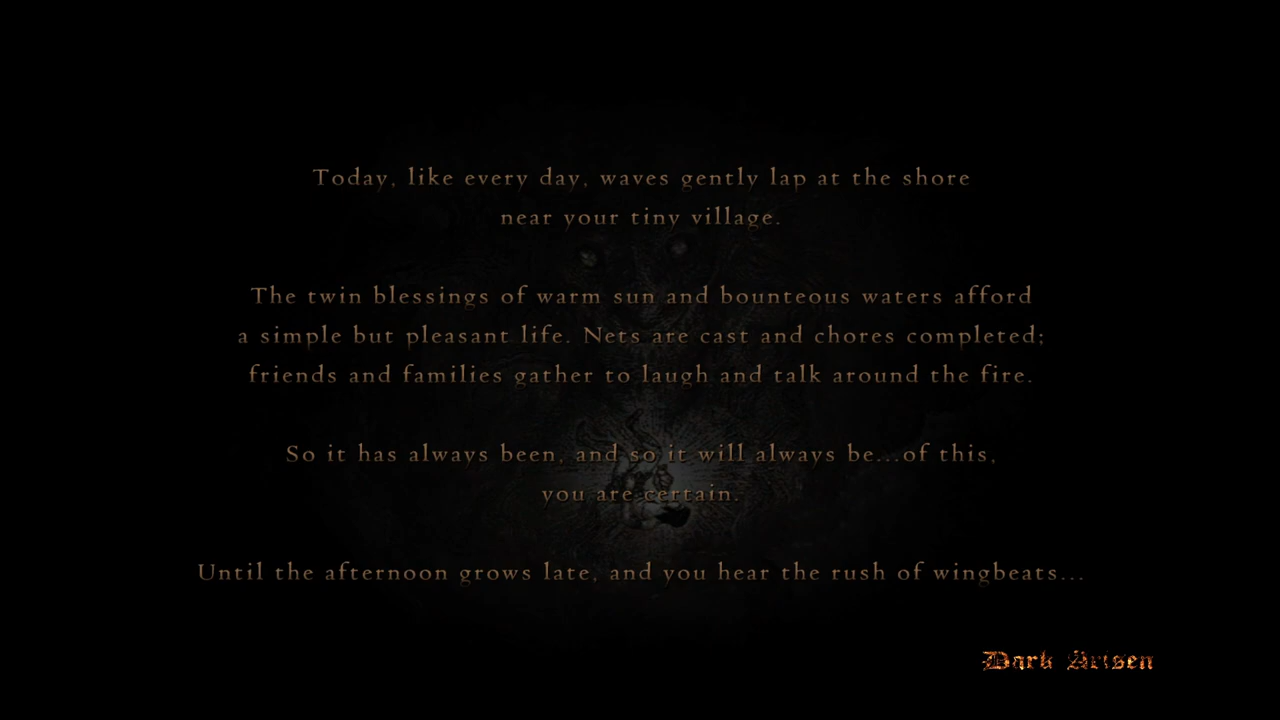 Today, like every day, waves gently lap at the shore
near your tiny village.
The twin blessings of warm sun and bounteous waters afford
a simple but pleasant life. Nets are cast and chores completed;
friends and families gather to laugh and talk around the fire.
So it has always been, and so it will always be...of this,
you are certain.
Until the afternoon grows late, and you hear the rush of wingbeats...
Dark Arisen